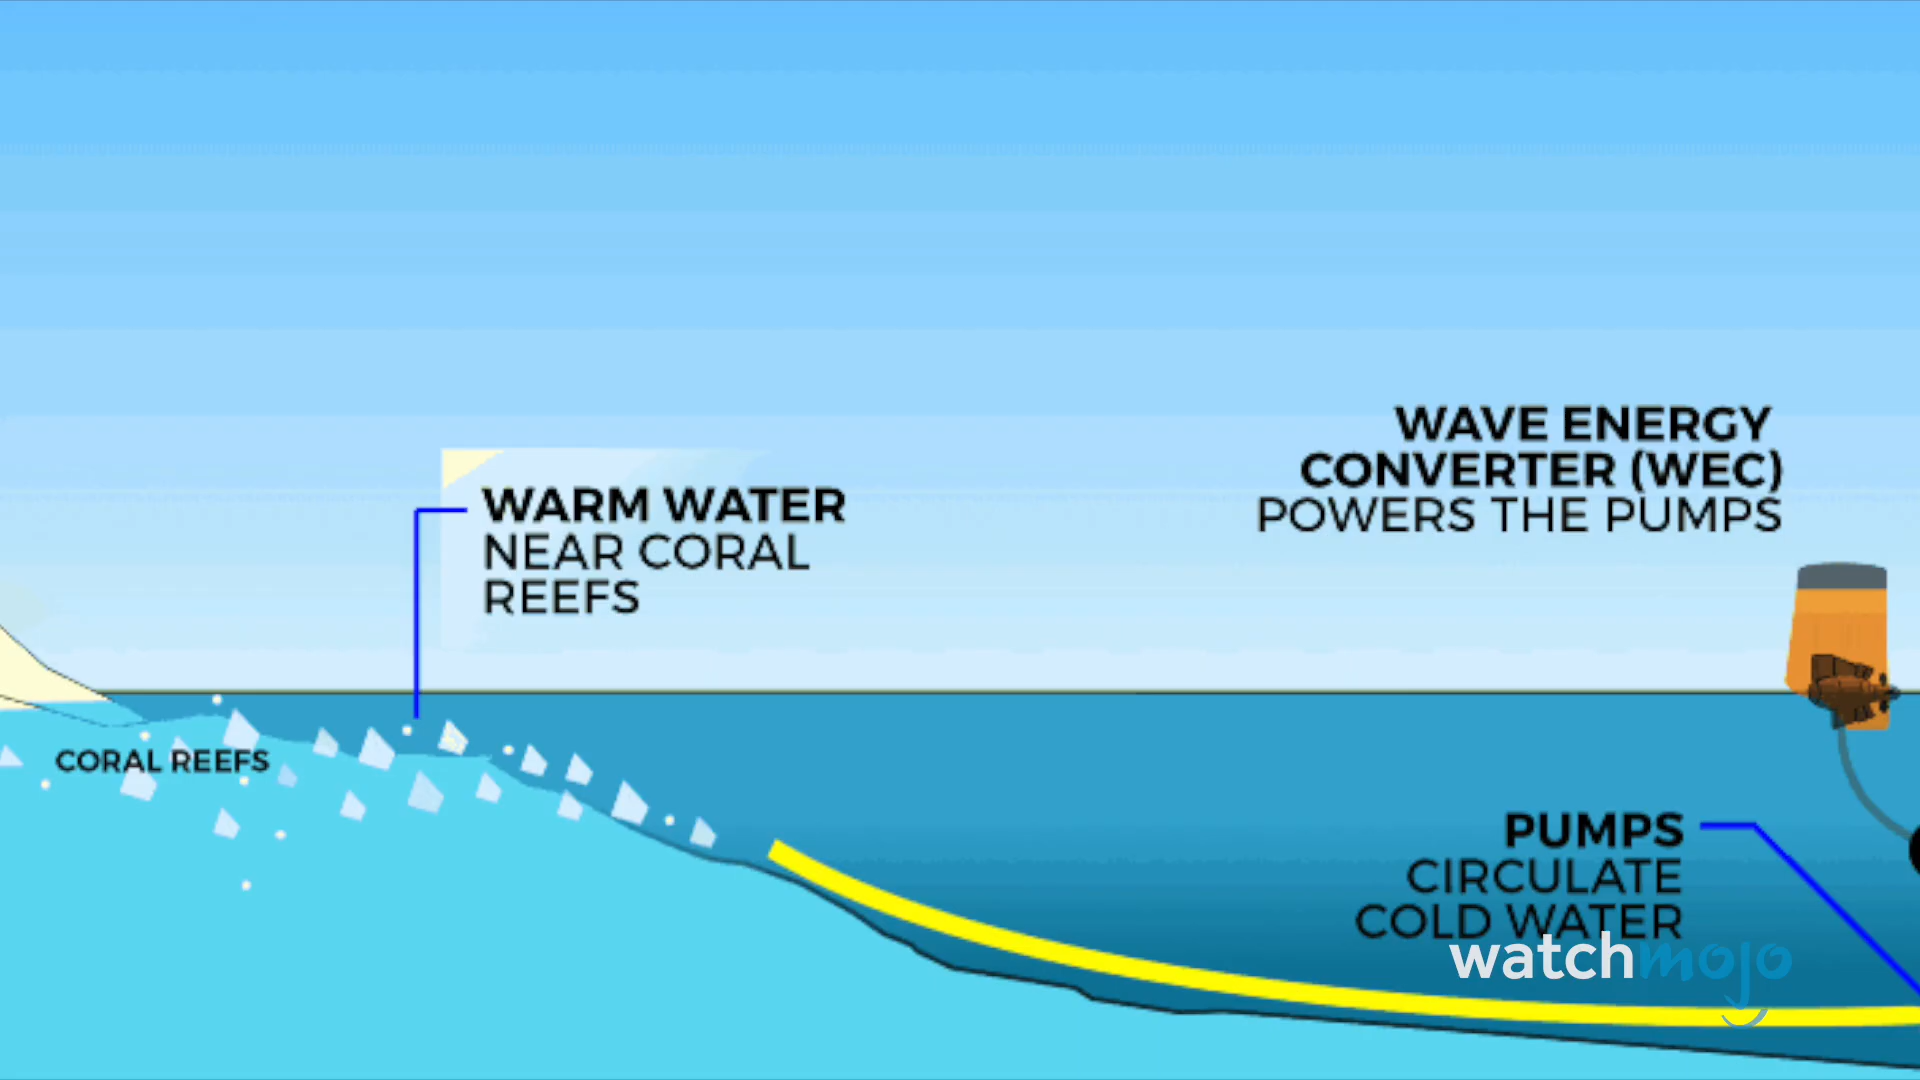 WAVE ENERGY
CONVERTER (WEC)
POWERS THE PUMPS
WARM WATER
NEAR CORAL
REEFS
CORAL REEFS
PUMPS
CIRCULATE
COLD WATER
watchmojo